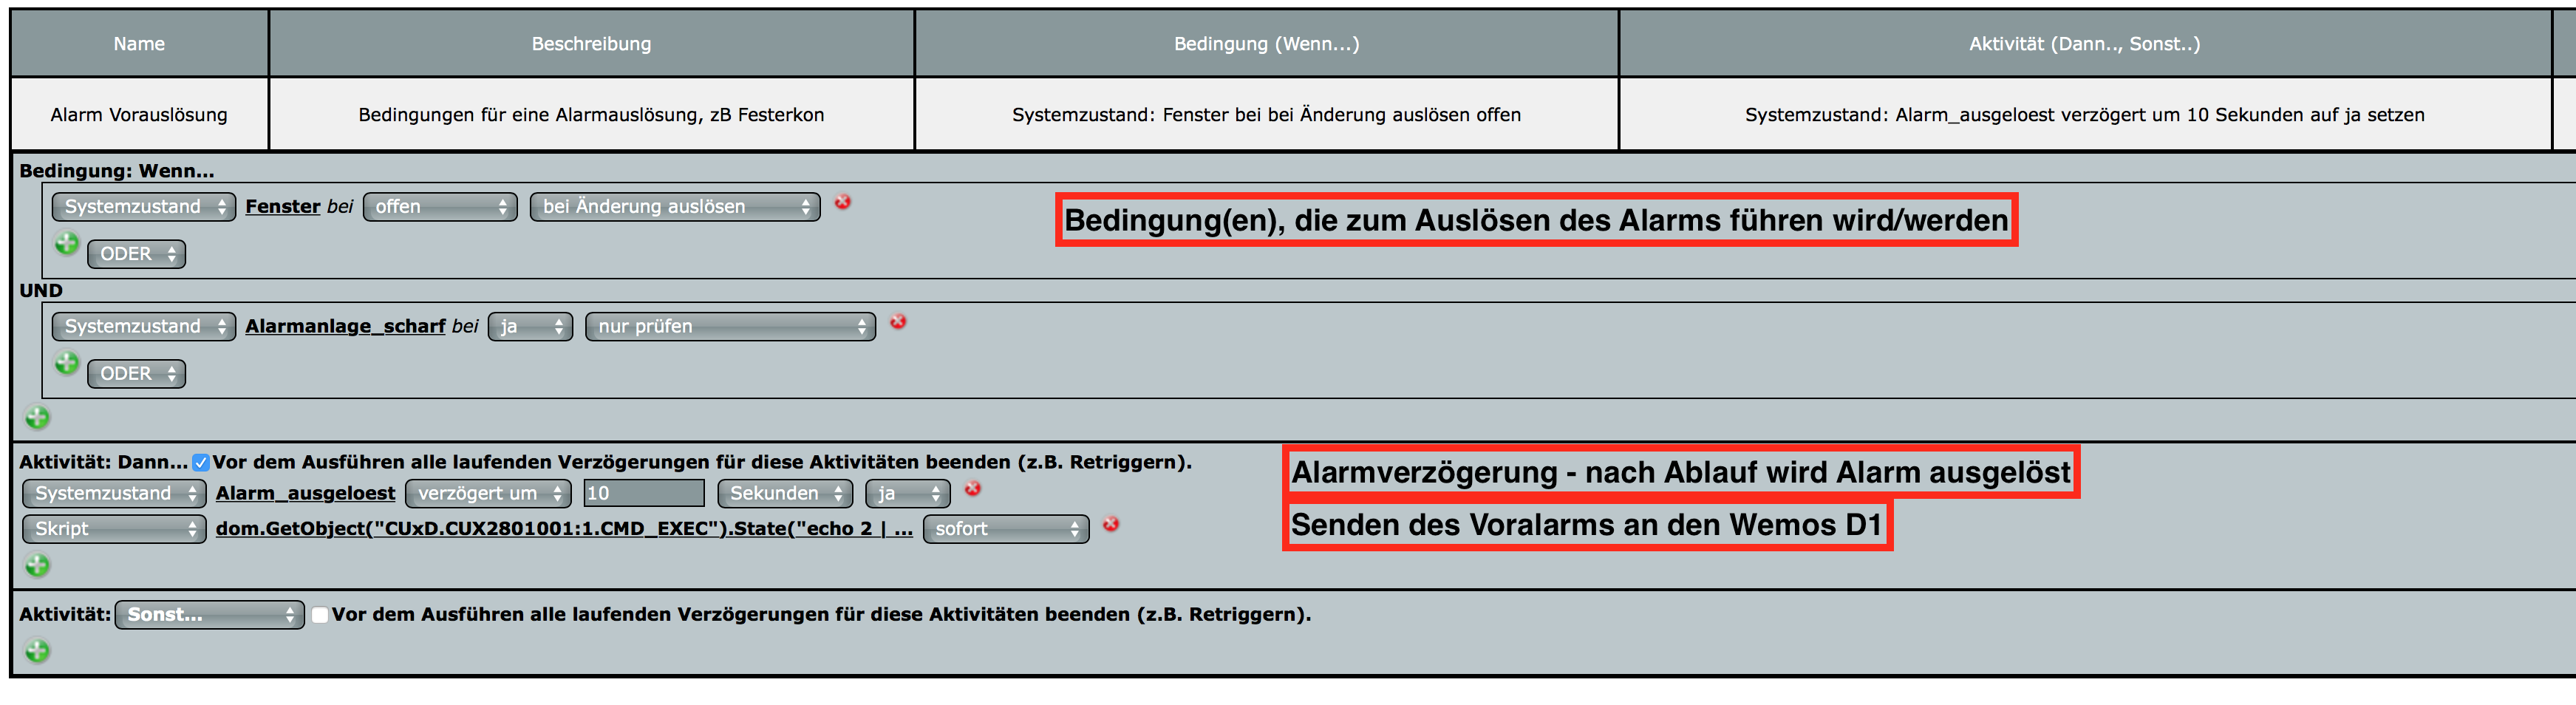 Name Beschreibung Bedingung (Wenn...) Aktivität (Dann.., Sonst..)
Alarm Vorauslösung Bedingungen für eine Alarmauslösung, zB Festerkon Systemzustand: Fenster bei bei Änderung auslösen offen Systemzustand: Alarm_ausgeloest verzögert um 10 Sekunden auf ja setzen
Bedingung: Wenn...
Systemzustand Fenster bei offen bei Änderung auslösen
Bedingung(en), die zum Auslösen des Alarms führen wird/werden
ODER
UND
Systemzustand Alarmanlage_scharf bei ja nur prüfen
ODER
Aktivität: Dann... Vor dem Ausführen alle laufenden Verzögerungen für diese Aktivitäten beenden (z.B. Retriggern).
Alarmverzögerung - nach Ablauf wird Alarm ausgelöst
Systemzustand Alarm_ausgeloest verzögert um 10 Sekunden ja
Skript dom.GetObject("CUxD.CUX2801001:1.CMD_EXEC").State("echo 2 | ... sofort
Senden des Voralarms an den Wemos D1
Aktivität: Sonst... Vor dem Ausführen alle laufenden Verzögerungen für diese Aktivitäten beenden (z.B. Retriggern).